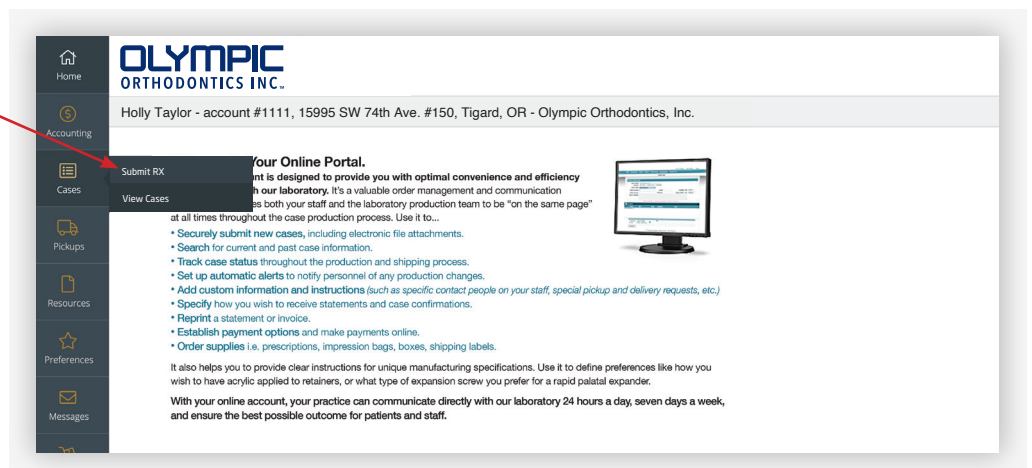 OLYMPIC
ORTHODONTICS INC.
Home
Holly Taylor - account #1111, 15995 SW 74th Ave. #150, Tigard, OR - Olympic Orthodontics, Inc.
Accounting
Cases
Submit RX
View Cases
Your Online Portal.
nt is designed to provide you with optimal convenience and efficiency
h our laboratory. It's a valuable order management and communication
es both your staff and the laboratory production team to be "on the same page"
at all times throughout the case production process. Use it to...
• Securely submit new cases, including electronic file attachments.
• Search for current and past case information.
• Track case status throughout the production and shipping process.
• Set up automatic alerts to notify personnel of any production changes.
• Add custom information and instructions (such as specific contact people on your staff, special pickup and delivery requests, etc.)
• Specify how you wish to receive statements and case confirmations.
• Reprint a statement or invoice.
• Establish payment options and make payments online.
• Order supplies i.e. prescriptions, impression bags, boxes, shipping labels.
It also helps you to provide clear instructions for unique manufacturing specifications. Use it to define preferences like how you
wish to have acrylic applied to retainers, or what type of expansion screw you prefer for a rapid palatal expander.
With your online account, your practice can communicate directly with our laboratory 24 hours a day, seven days a week,
and ensure the best possible outcome for patients and staff.
Pickups
Resources
Preferences
Messages